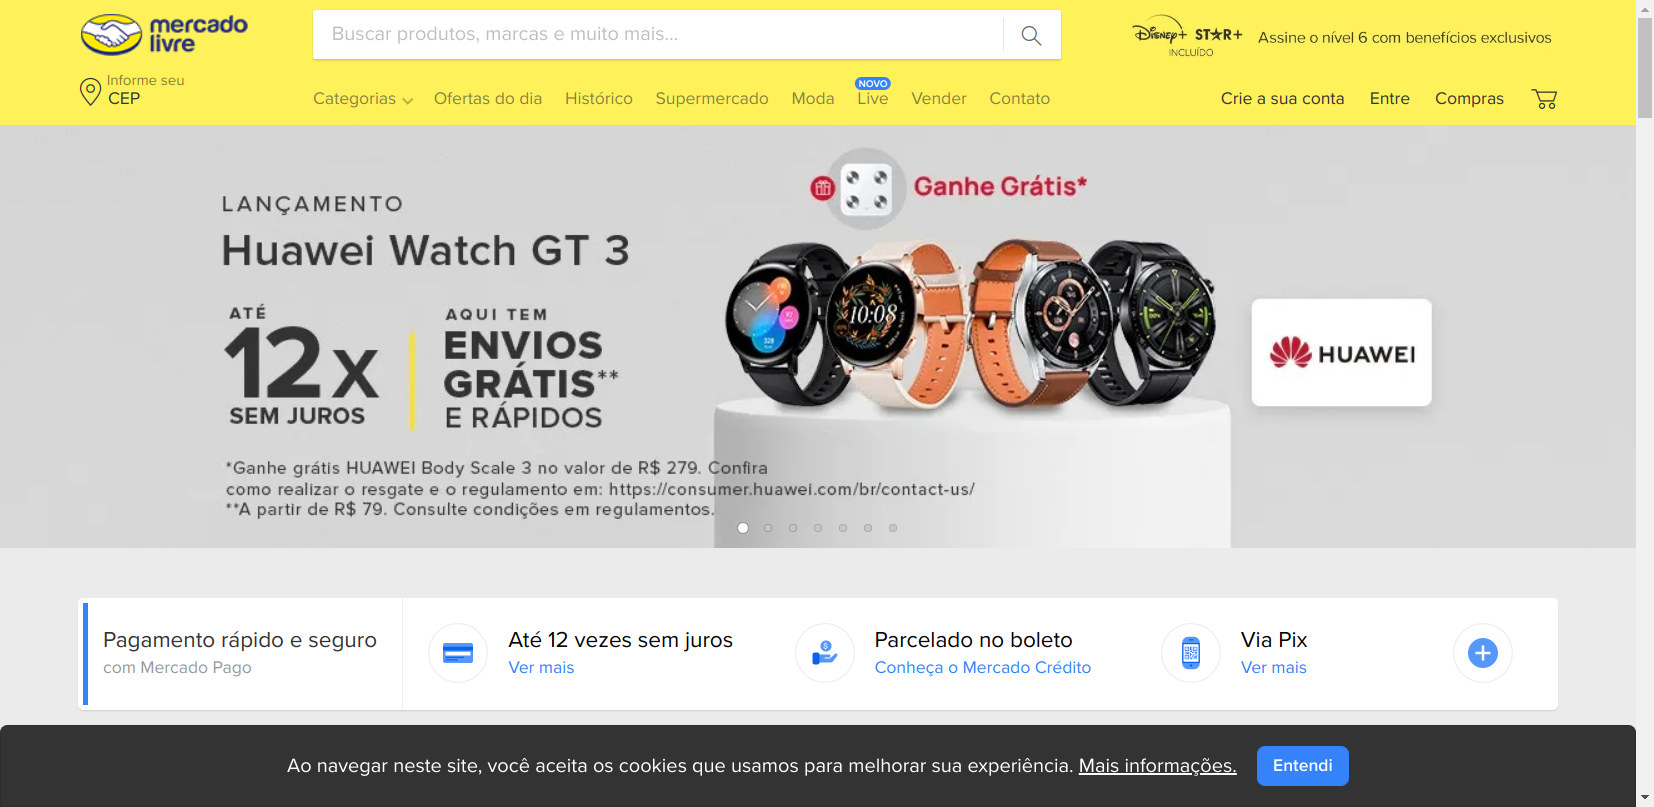 mercado
livre
Buscar produtos, marcas e muito mais...
Disney+ STAR+
INCLUÍDO
Assine o nível 6 com benefícios exclusivos
Informe seu
CEP
Categorias
Ofertas do dia
Histórico
Supermercado
Moda
NOVO
Live
Vender
Contato
Crie a sua conta
Entre
Compras
LANÇAMENTO
Huawei Watch GT 3
Ganhe Grátis*
ATÉ
12x
SEM JUROS
AQUI TEM
ENVIOS
GRÁTIS**
E RÁPIDOS
10:08
HUAWEI
*Ganhe grátis HUAWEI Body Scale 3 no valor de R$ 279. Confira
como realizar o resgate e o regulamento em: https://consumer.huawei.com/br/contact-us/
**A partir de R$ 79. Consulte condições em regulamentos.
Pagamento rápido e seguro
com Mercado Pago
Até 12 vezes sem juros
Ver mais
Parcelado no boleto
Conheça o Mercado Crédito
Via Pix
Ver mais
Ao navegar neste site, você aceita os cookies que usamos para melhorar sua experiência. Mais informações.
Entendi